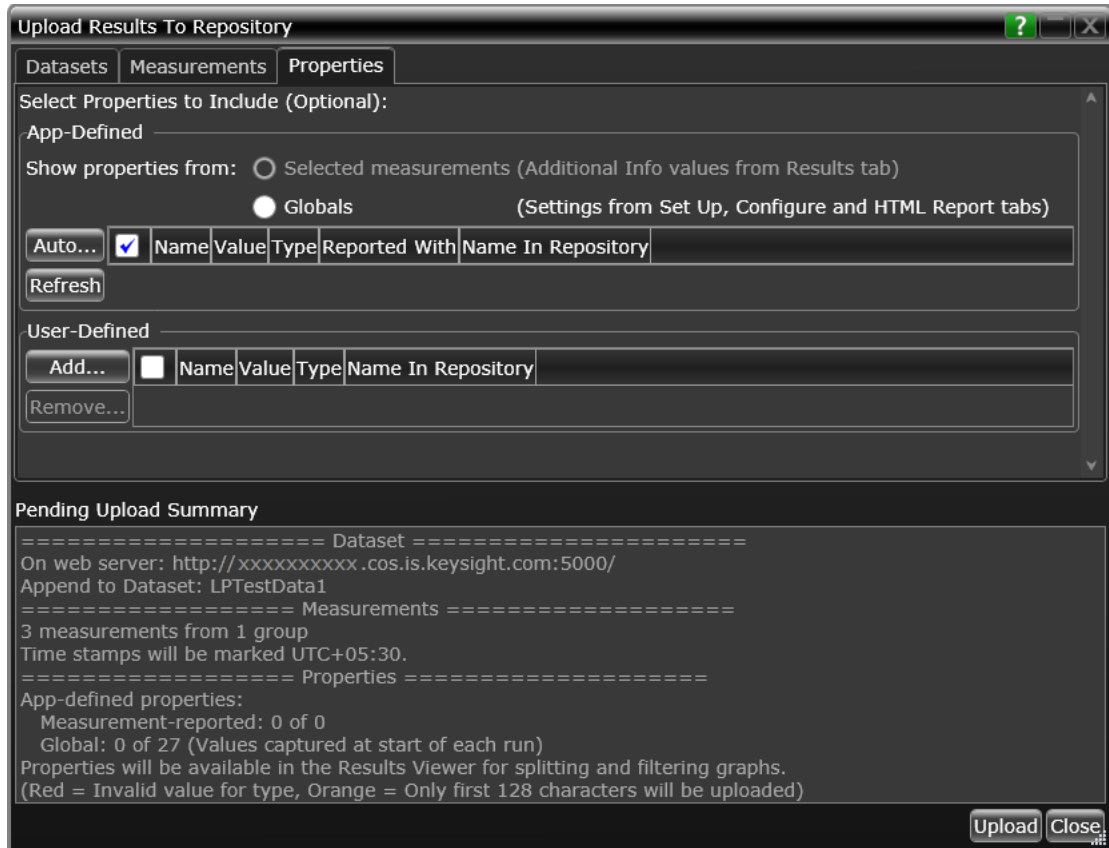 Upload Results To Repository
?
X
Datasets Measurements Properties
Select Properties to Include (Optional):
App-Defined
Show properties from: Selected measurements (Additional Info values from Results tab)
Globals (Settings from Set Up, Configure and HTML Report tabs)
Auto... Name Value Type Reported With Name In Repository
Refresh
User-Defined
Add... Name Value Type Name In Repository
Remove...
Pending Upload Summary
==================== Dataset ======================
On web server: http://xxxxxxxxxx.cos.is.keysight.com:5000/
Append to Dataset: LPTestData1
================== Measurements ===================
3 measurements from 1 group
Time stamps will be marked UTC+05:30.
================== Properties ====================
App-defined properties:
Measurement-reported: 0 of 0
Global: 0 of 27 (Values captured at start of each run)
Properties will be available in the Results Viewer for splitting and filtering graphs.
(Red = Invalid value for type, Orange = Only first 128 characters will be uploaded)
Upload Close